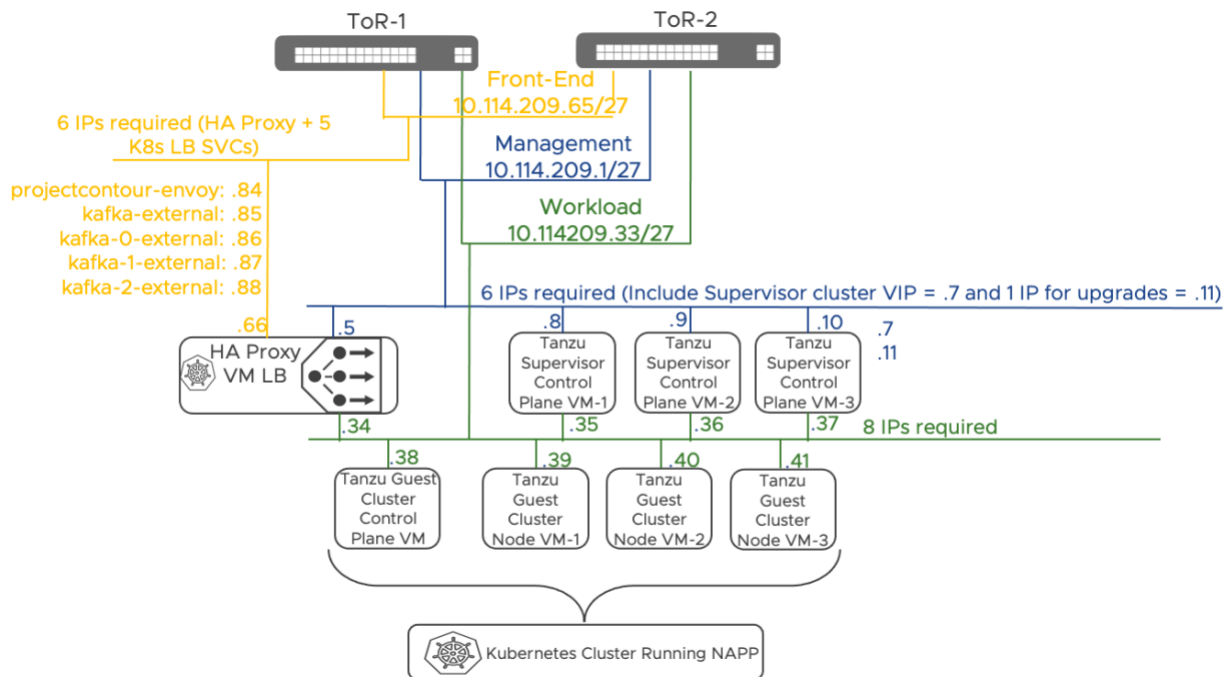 ToR-1
ToR-2
Front-End
10.114.209.65/27
6 IPs required (HA Proxy + 5
K8s LB SVCs)
Management
10.114.209.1/27
projectcontour-envoy: .84
kafka-external: .85
kafka-0-external: .86
kafka-1-external: .87
kafka-2-external: .88
Workload
10.114209.33/27
6 IPs required (Include Supervisor cluster VIP = .7 and 1 IP for upgrades = .11)
.66
.5
.8
.9
.10
.7
.11
HA Proxy
VM LB
Tanzu
Supervisor
Control
Plane VM-1
Tanzu
Supervisor
Control
Plane VM-2
Tanzu
Supervisor
Control
Plane VM-3
.34
.35
.36
.37
8 IPs required
.38
.39
.40
.41
Tanzu Guest
Cluster
Control
Plane VM
Tanzu
Guest
Cluster
Node VM-1
Tanzu
Guest
Cluster
Node VM-2
Tanzu
Guest
Cluster
Node VM-3
Kubernetes Cluster Running NAPP